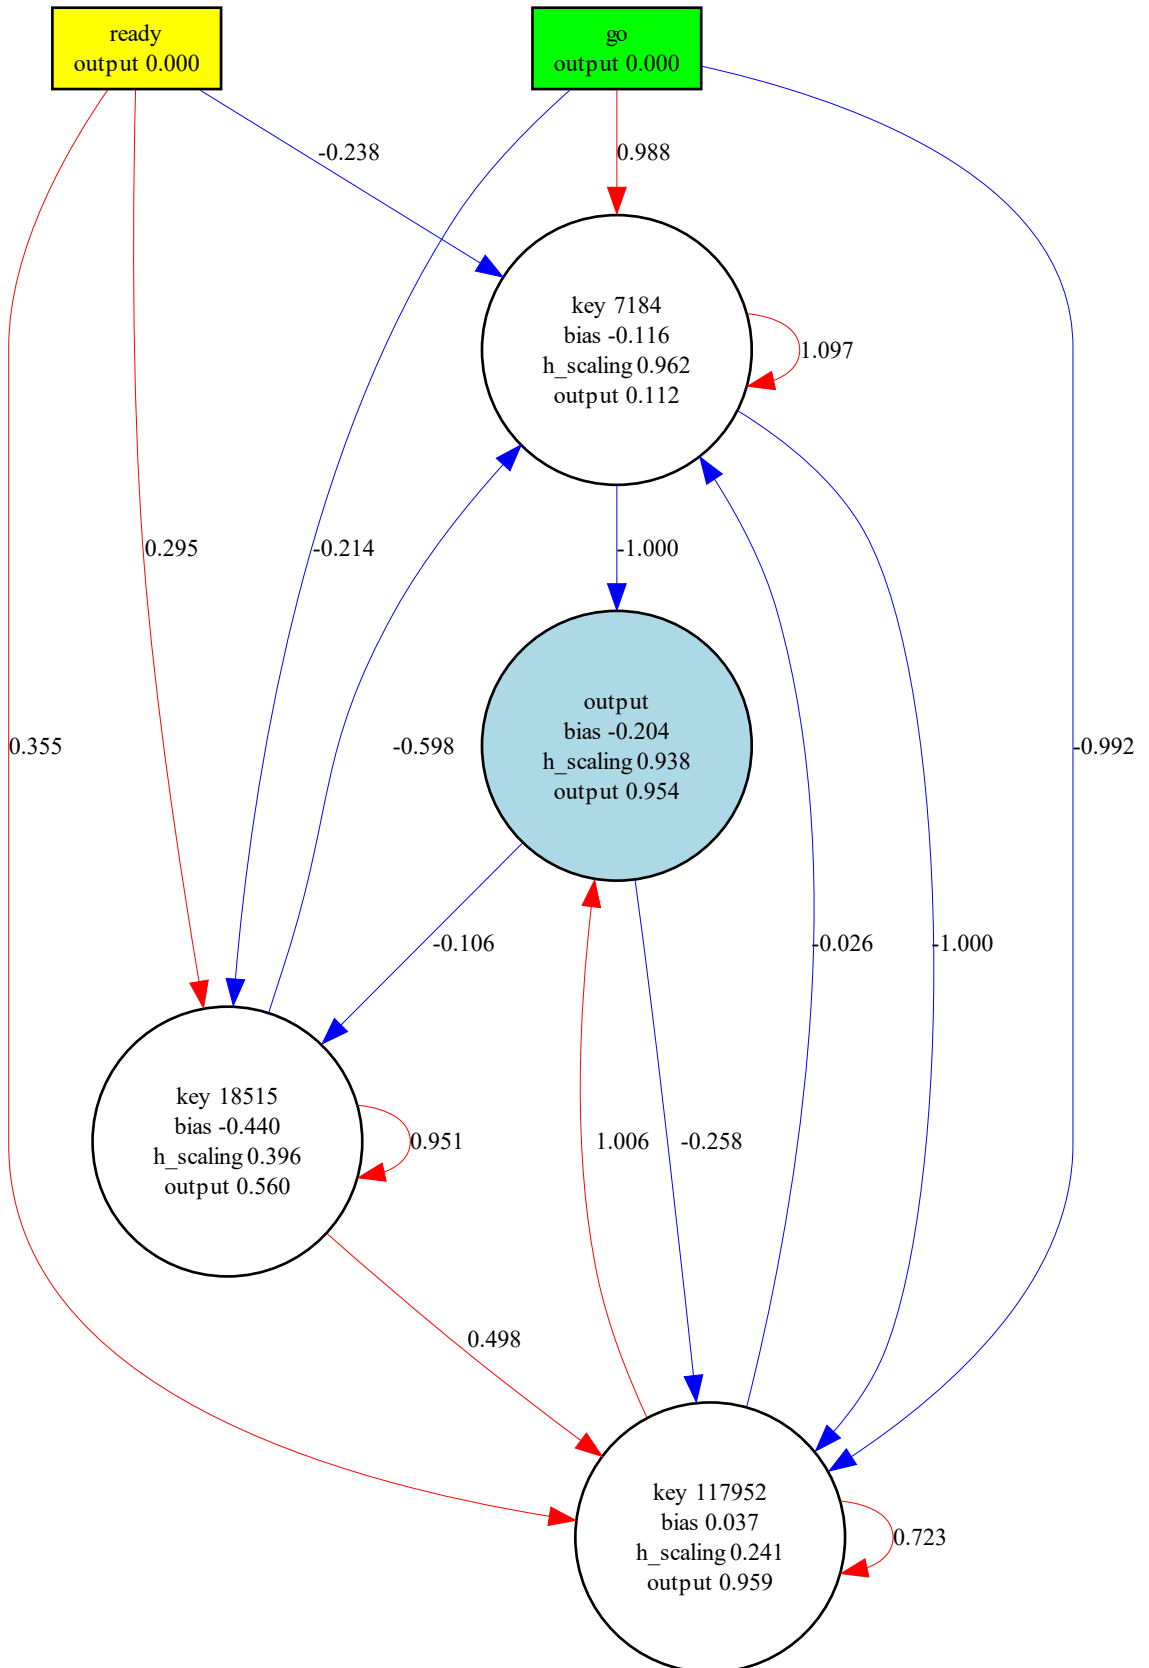 ready
output 0.000
go
output 0.000
-0.238
0.988
key 7184
bias -0.116
h_scaling 0.962
output 0.112
1.097
0.295
-0.214
-1.000
output
bias -0.204
h_scaling 0.938
output 0.954
0.355
-0.598
-0.992
-0.106
-0.026
-1.000
key 18515
bias -0.440
h_scaling 0.396
output 0.560
0.951
1.006
-0.258
0.498
key 117952
bias 0.037
h_scaling 0.241
output 0.959
0.723